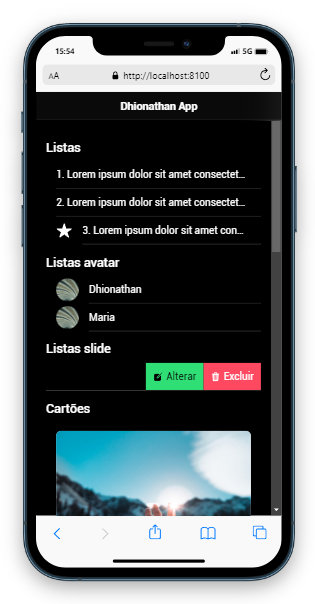 15:54
5G
AA
http://localhost:8100
Dhionathan App
Listas
1. Lorem ipsum dolor sit amet consectet...
2. Lorem ipsum dolor sit amet consectet...
3. Lorem ipsum dolor sit amet con...
Listas avatar
Dhionathan
Maria
Listas slide
Alterar
Excluir
Cartões